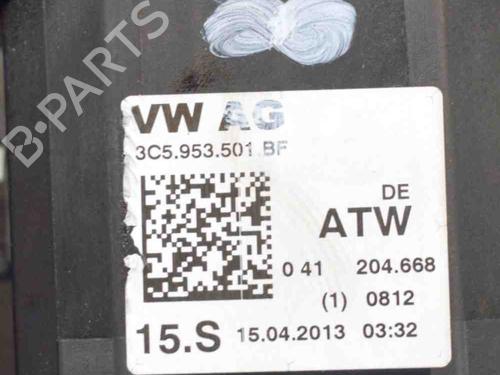 B-PARTS
VW AG
3C5.953.501 BF
DE
ATW
0 41 204.668
(1) 0812
15.S 15.04.2013 03:32